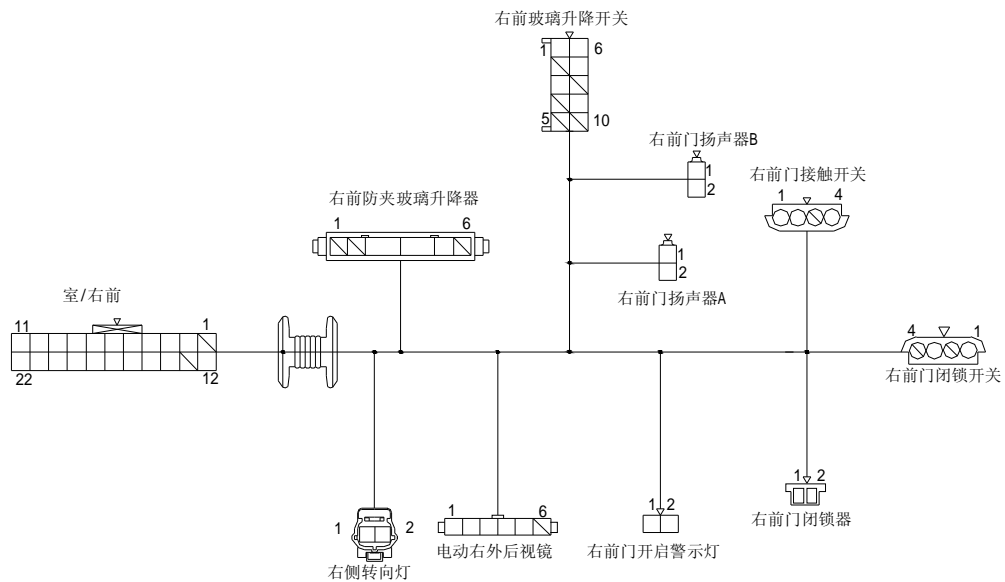 右前玻璃升降开关
1 6
5 10
右前门扬声器B
1
2
右前门接触开关
1 4
右前防夹玻璃升降器
1 6
1
2
右前门扬声器A
室/右前
11 1
22 12
4 1
右前门闭锁开关
1 2
右前门闭锁器
1 2
右侧转向灯
1 6
电动右外后视镜
1 2
右前门开启警示灯